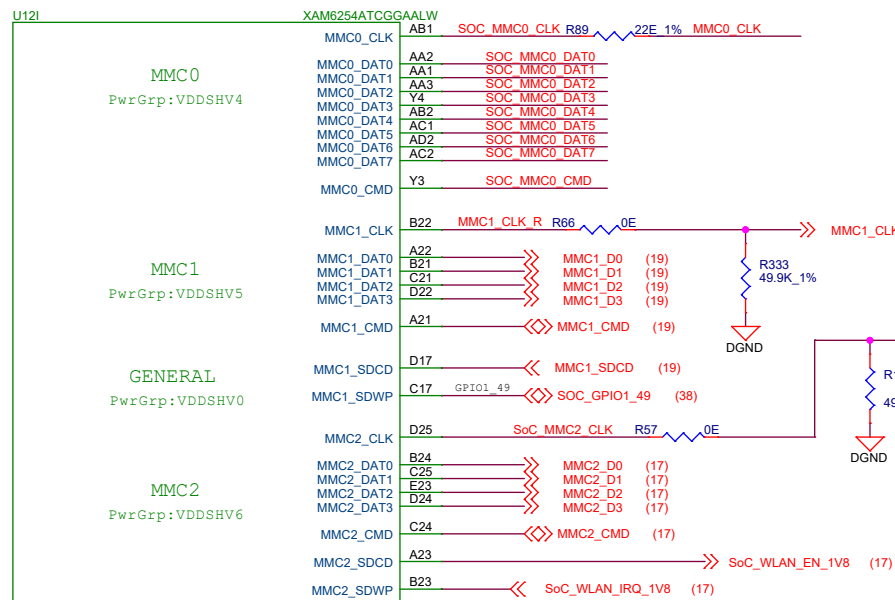 U12I XAM6254ATCGGAALW
MMC0_CLK AB1 SOC_MMC0_CLK R89 22E_1% MMC0_CLK
MMC0
PwrGrp:VDDSHV4
MMC0_DAT0 AA2 SOC_MMC0_DAT0
MMC0_DAT1 AA1 SOC_MMC0_DAT1
MMC0_DAT2 AA3 SOC_MMC0_DAT2
MMC0_DAT3 Y4 SOC_MMC0_DAT3
MMC0_DAT4 AB2 SOC_MMC0_DAT4
MMC0_DAT5 AC1 SOC_MMC0_DAT5
MMC0_DAT6 AD2 SOC_MMC0_DAT6
MMC0_DAT7 AC2 SOC_MMC0_DAT7
MMC0_CMD Y3 SOC_MMC0_CMD
MMC1_CLK B22 MMC1_CLK_R R66 0E MMC1_CLK
MMC1
PwrGrp:VDDSHV5
MMC1_DAT0 A22 MMC1_D0 (19)
MMC1_DAT1 B21 MMC1_D1 (19)
MMC1_DAT2 C21 MMC1_D2 (19)
MMC1_DAT3 D22 MMC1_D3 (19)
R333
49.9K_1%
DGND
MMC1_CMD A21 MMC1_CMD (19)
GENERAL
PwrGrp:VDDSHV0
MMC1_SDCD D17 MMC1_SDCD (19)
MMC1_SDWP C17 GPIO1_49 SOC_GPIO1_49 (38)
R1
49
DGND
MMC2_CLK D25 SoC_MMC2_CLK R57 0E
MMC2
PwrGrp:VDDSHV6
MMC2_DAT0 B24 MMC2_D0 (17)
MMC2_DAT1 C25 MMC2_D1 (17)
MMC2_DAT2 E23 MMC2_D2 (17)
MMC2_DAT3 D24 MMC2_D3 (17)
MMC2_CMD C24 MMC2_CMD (17)
MMC2_SDCD A23 SoC_WLAN_EN_1V8 (17)
MMC2_SDWP B23 SoC_WLAN_IRQ_1V8 (17)